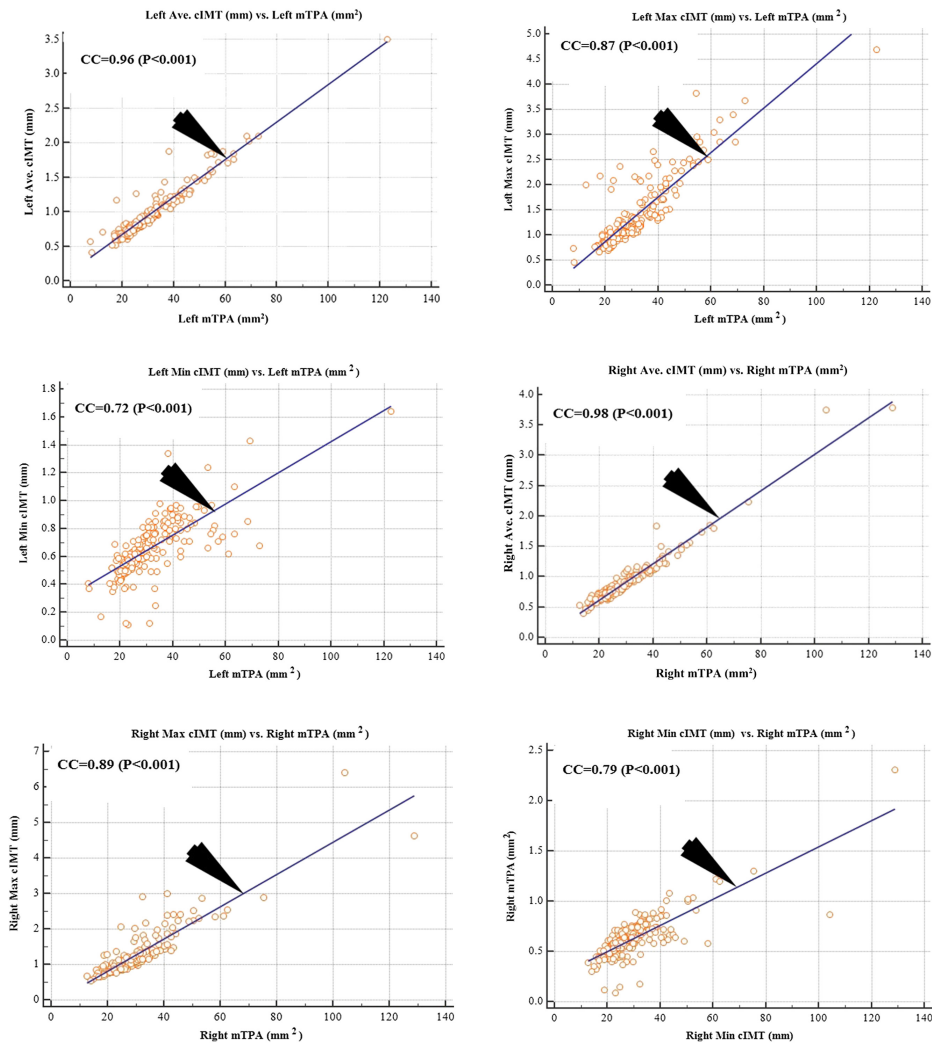 Left Ave. cIMT (mm) vs. Left mTPA (mm²)
CC=0.96 (P<0.001)
Left Ave. cIMT (mm)
3.5
3.0
2.5
2.0
1.5
1.0
0.5
0.0
0 20 40 60 80 100 120 140
Left mTPA (mm²)
Left Max cIMT (mm) vs. Left mTPA (mm ²)
CC=0.87 (P<0.001)
Left Max cIMT (mm)
5.0
4.5
4.0
3.5
3.0
2.5
2.0
1.5
1.0
0.5
0.0
0 20 40 60 80 100 120 140
Left mTPA (mm ²)
Left Min cIMT (mm) vs. Left mTPA (mm ²)
CC=0.72 (P<0.001)
Left Min cIMT (mm)
1.8
1.6
1.4
1.2
1.0
0.8
0.6
0.4
0.2
0.0
0 20 40 60 80 100 120 140
Left mTPA (mm ²)
Right Ave. cIMT (mm) vs. Right mTPA (mm²)
CC=0.98 (P<0.001)
Right Ave. cIMT (mm)
4.0
3.5
3.0
2.5
2.0
1.5
1.0
0.5
0.0
0 20 40 60 80 100 120 140
Right mTPA (mm²)
Right Max cIMT (mm) vs. Right mTPA (mm ²)
CC=0.89 (P<0.001)
Right Max cIMT (mm)
7
6
5
4
3
2
1
0
0 20 40 60 80 100 120 140
Right mTPA (mm ²)
Right Min cIMT (mm) vs. Right mTPA (mm ²)
CC=0.79 (P<0.001)
Right mTPA (mm²)
2.5
2.0
1.5
1.0
0.5
0.0
0 20 40 60 80 100 120 140
Right Min cIMT (mm)